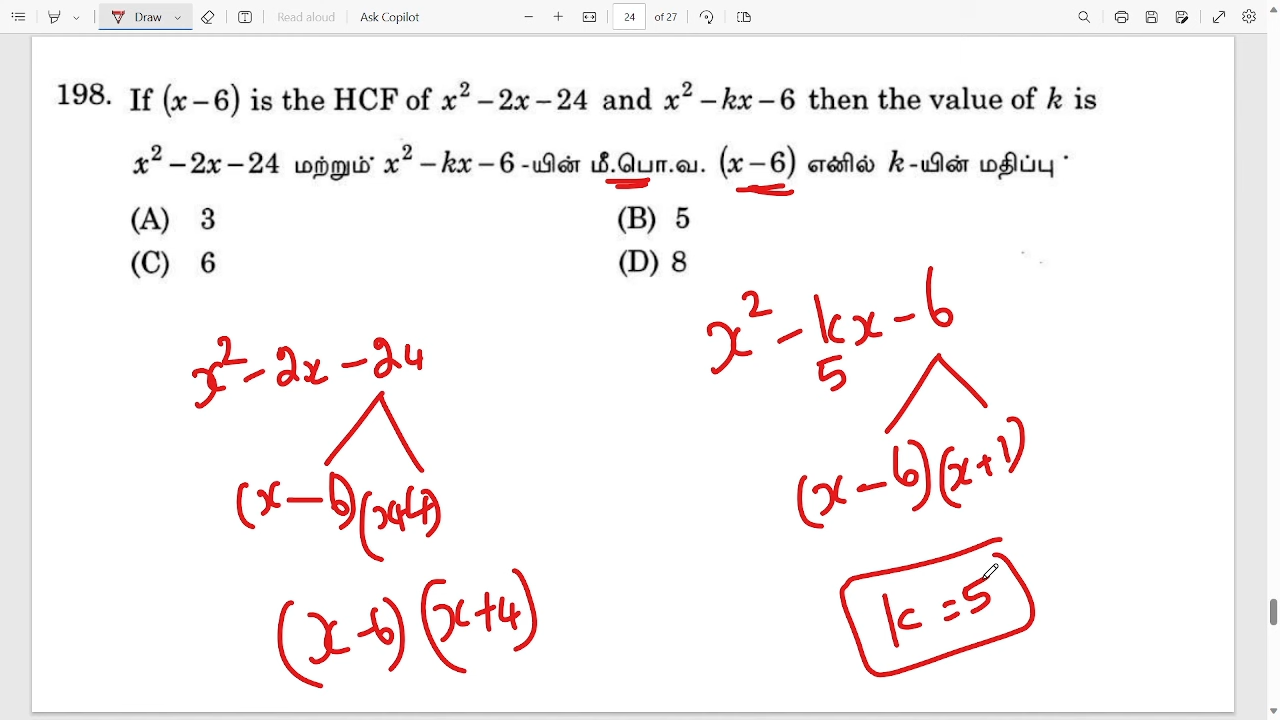 Draw
Read aloud
Ask Copilot
24 of 27
198. If (x – 6) is the HCF of x² – 2x – 24 and x² – kx – 6 then the value of k is
x² – 2x – 24 மற்றும் x² – kx – 6 -யின் மீ.பொ.வ. (x – 6) எனில் k -யின் மதிப்பு
(A) 3 (B) 5
(C) 6 (D) 8
x² – kx – 6
5
x² – 2x – 24
(x – 6)(x + 1)
(x – 6)(x+4)
(x – 6)(x+4)
k = 5